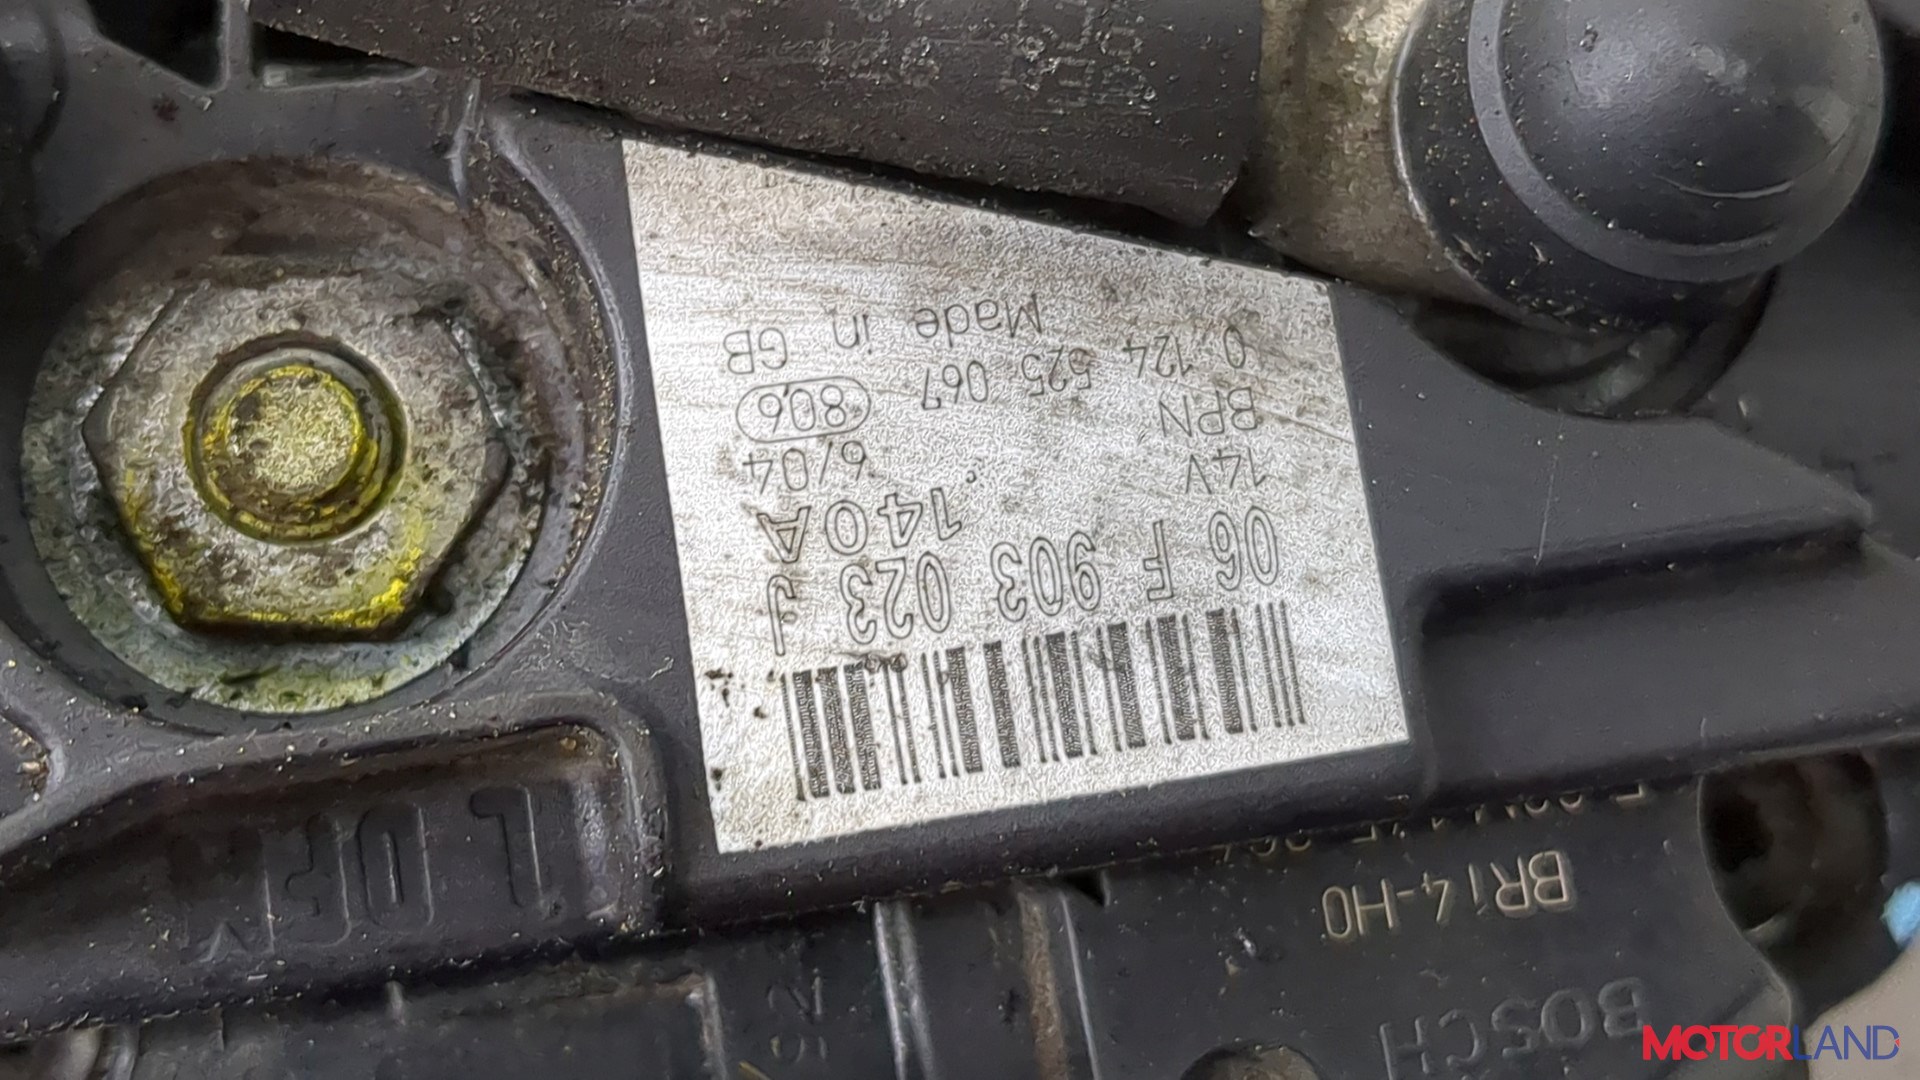 06 F 903 023 J
14V 140A
BPN 6/04
0 124 525 067 806
Made in GB
BOSCH
BR14-H0
MOTORLAND